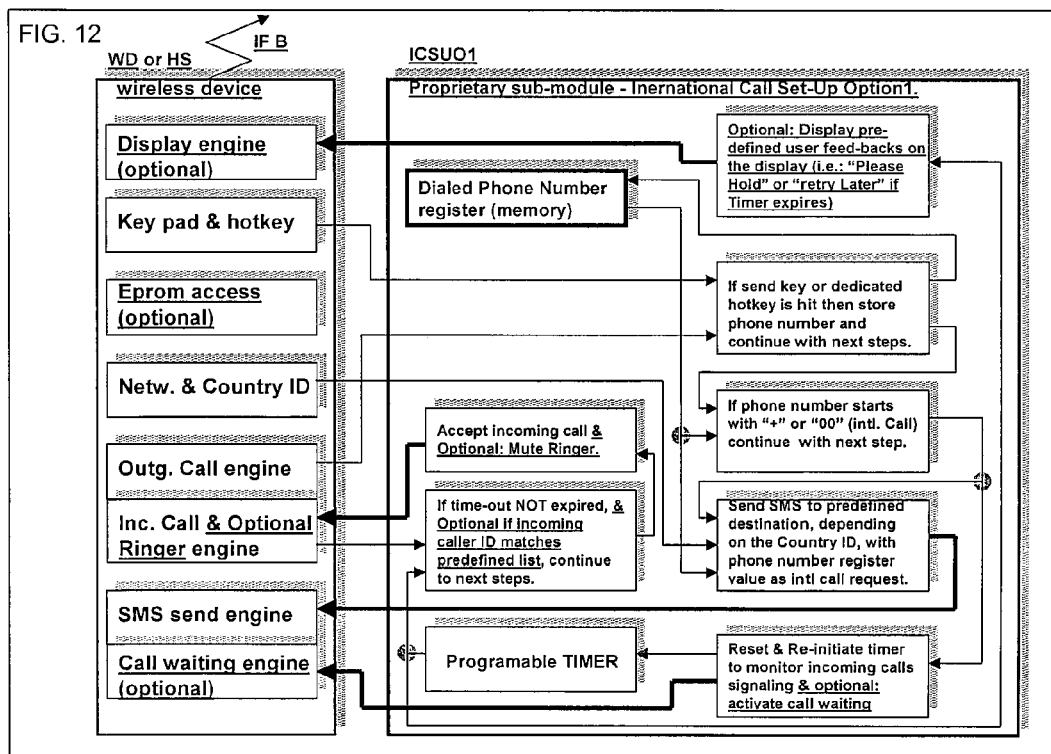 FIG. 12
IF B
WD or HS
wireless device
Display engine
(optional)
Key pad & hotkey
Eprom access
(optional)
Netw. & Country ID
Outg. Call engine
Inc. Call & Optional
Ringer engine
SMS send engine
Call waiting engine
(optional)
ICSUO1
Proprietary sub-module - Inernational Call Set-Up Option1.
Optional: Display pre-
defined user feed-backs on
the display (i.e.: “Please
Hold” or “retry Later” if
Timer expires)
Dialed Phone Number
register (memory)
If send key or dedicated
hotkey is hit then store
phone number and
continue with next steps.
If phone number starts
with “+” or “00” (intl. Call)
continue with next step.
Accept incoming call &
Optional: Mute Ringer.
If time-out NOT expired, &
Optional if incoming
caller ID matches
predefined list, continue
to next steps.
Send SMS to predefined
destination, depending
on the Country ID, with
phone number register
value as intl call request.
Programable TIMER
Reset & Re-initiate timer
to monitor incoming calls
signaling & optional:
activate call waiting